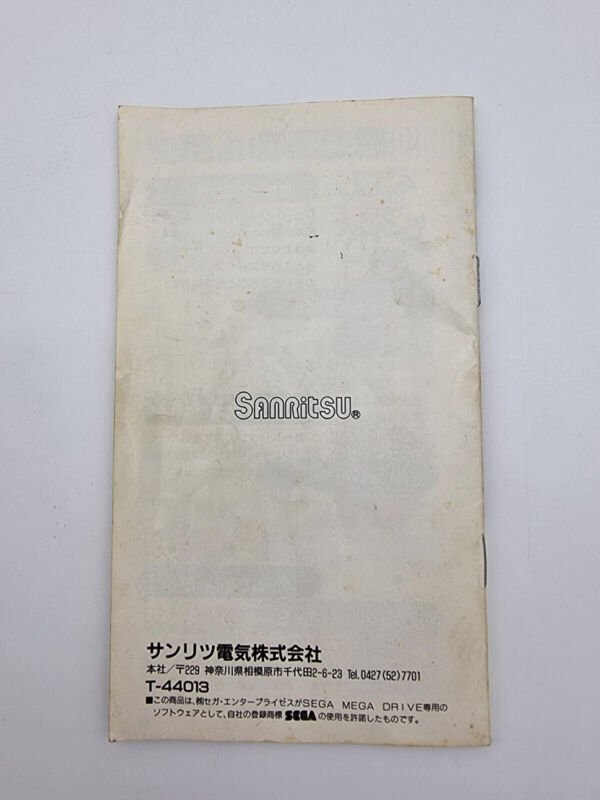 SANRITSU®
サンリツ電気株式会社
本社／〒229 神奈川県相模原市千代田2-6-23 Tel.0427(52)7701
T-44013
■この商品は、㈱セガ・エンタープライゼスがSEGA MEGA DRIVE専用の
ソフトウェアとして、自社の登録商標 SEGA の使用を許諾したものです。